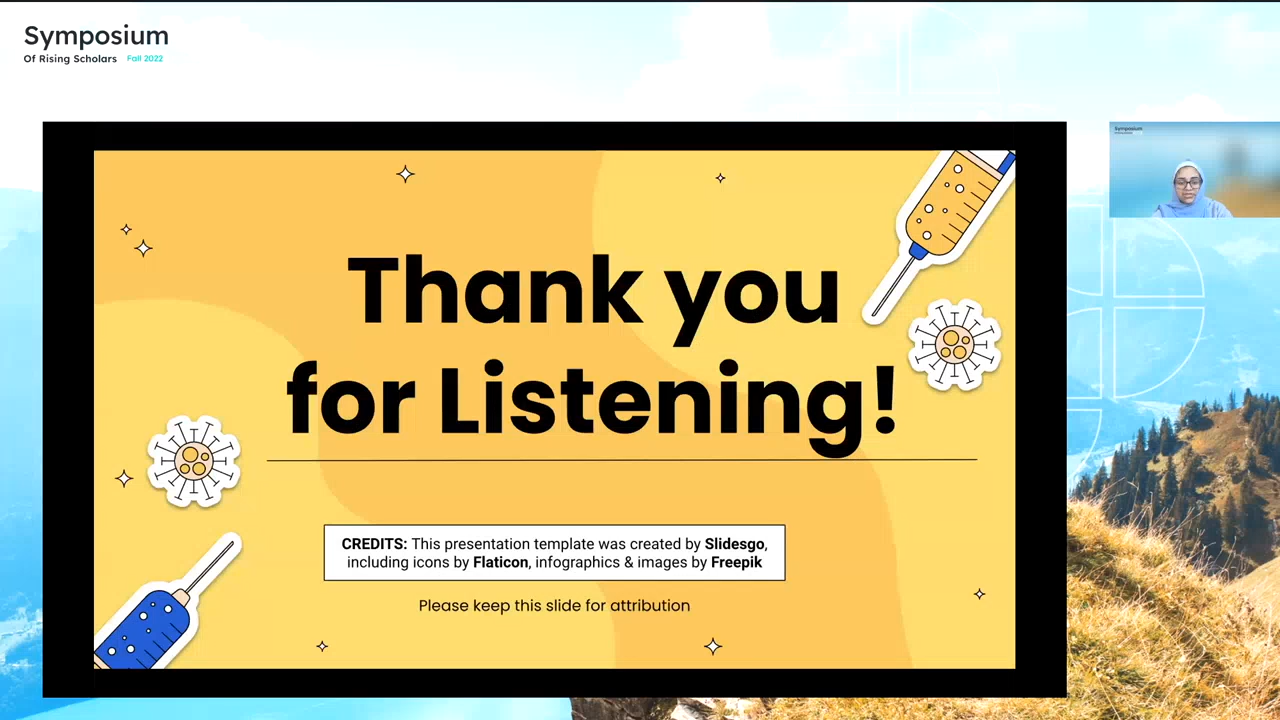 Symposium
Of Rising Scholars Fall 2022
Symposium
Thank you
for Listening!
CREDITS: This presentation template was created by Slidesgo,
including icons by Flaticon, infographics & images by Freepik
Please keep this slide for attribution